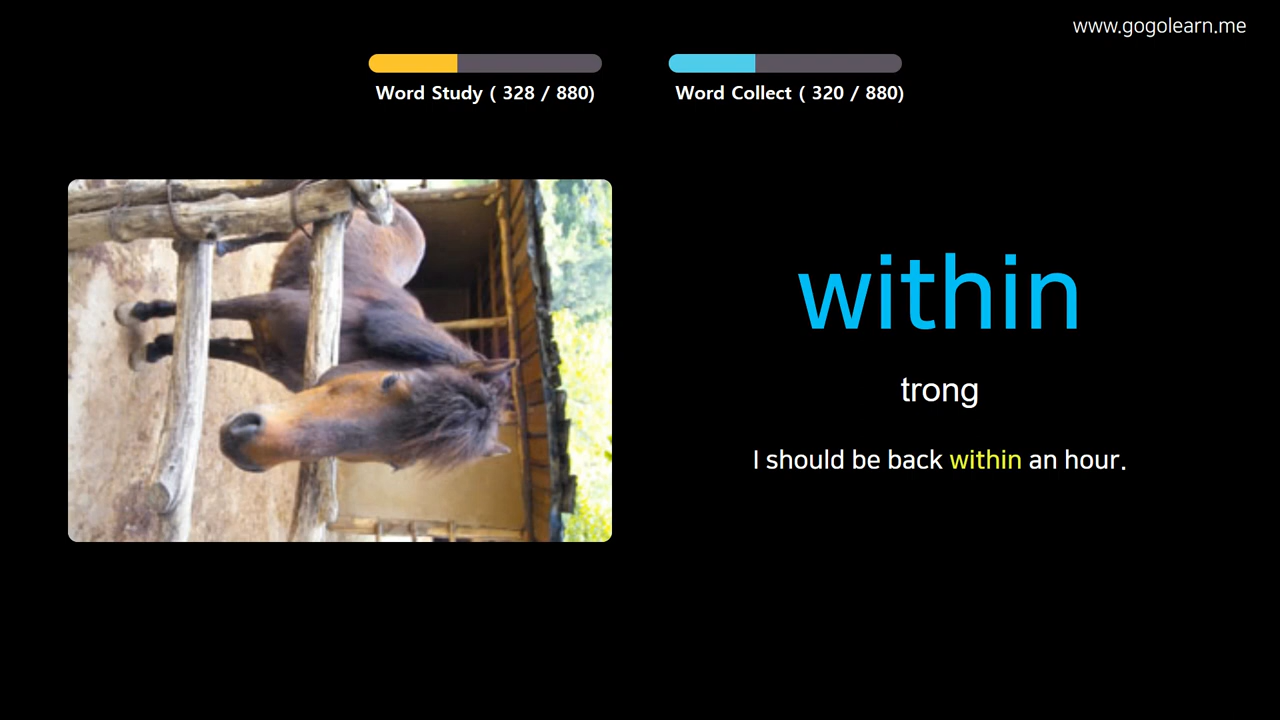 www.gogolearn.me
Word Study ( 328 / 880)
Word Collect ( 320 / 880)
within
trong
I should be back within an hour.